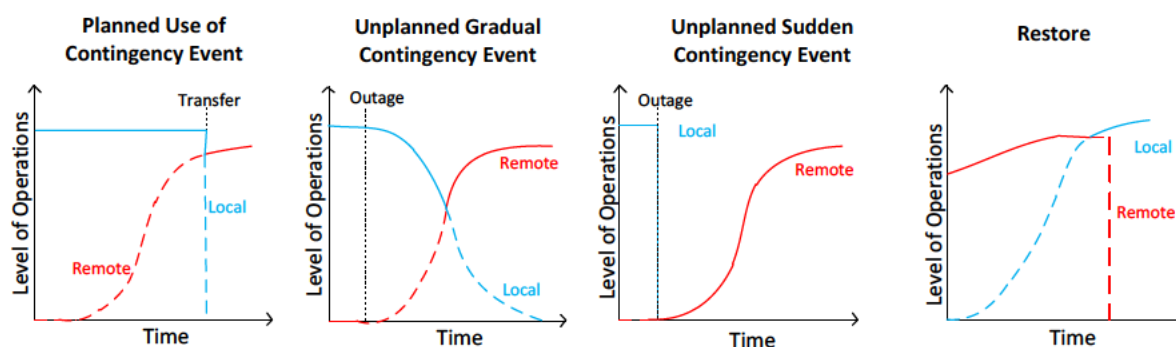 Planned Use of
Contingency Event
Level of Operations
Transfer
Local
Remote
Time
Unplanned Gradual
Contingency Event
Level of Operations
Outage
Remote
Local
Time
Unplanned Sudden
Contingency Event
Level of Operations
Outage
Local
Remote
Time
Restore
Level of Operations
Local
Remote
Time